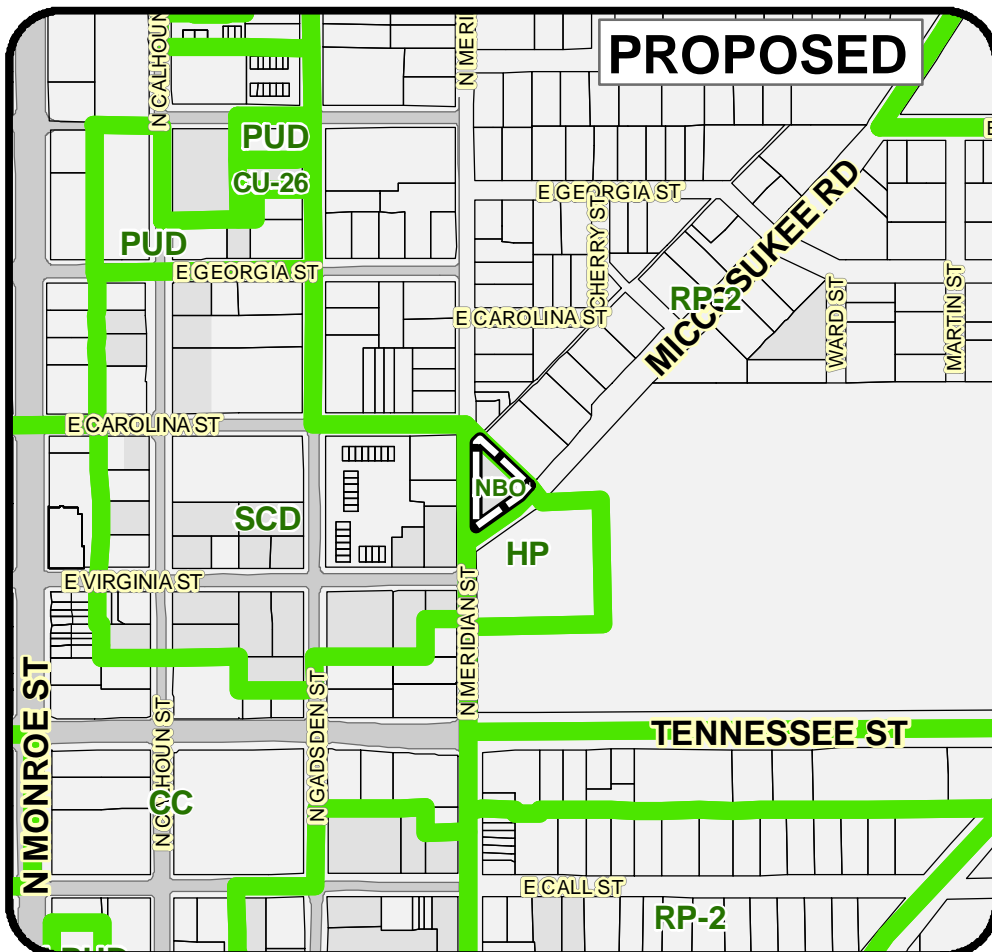 PROPOSED
N CALHOUN
N MERI
PUD
CU-26
E GEORGIA ST
PUD
E GEORGIA ST
CHERRY ST
MICCOSUKEE RD
RP-2
WARD ST
MARTIN ST
E CAROLINA ST
E CAROLINA ST
NBO
SCD
HP
E VIRGINIA ST
N MERIDIAN ST
N MONROE ST
N CALHOUN ST
N GADSDEN ST
TENNESSEE ST
CC
E CALL ST
RP-2
PUD
E